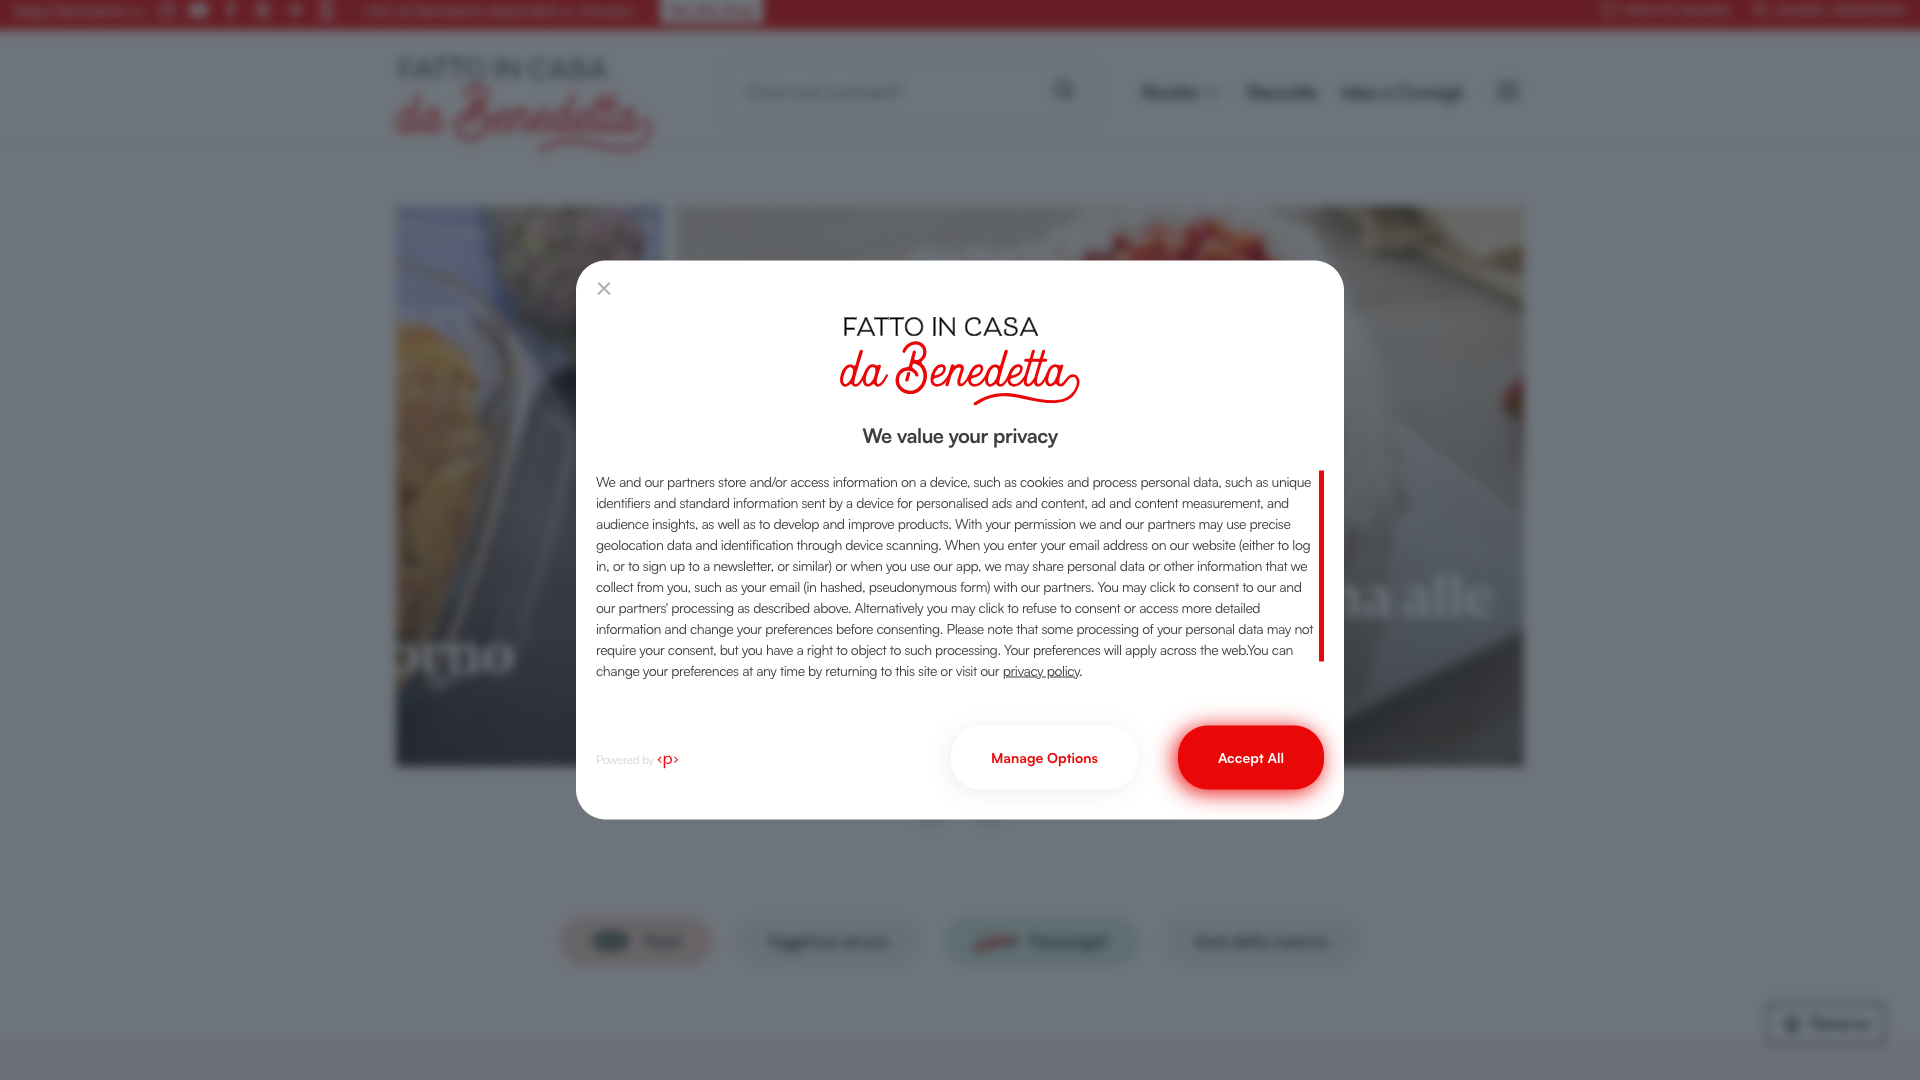 FATTO IN CASA
da Benedetta
Ricette
Raccolte
Idee e Consigli
orno
na alle
FATTO IN CASA
da Benedetta
We value your privacy
We and our partners store and/or access information on a device, such as cookies and process personal data, such as unique
identifiers and standard information sent by a device for personalised ads and content, ad and content measurement, and
audience insights, as well as to develop and improve products. With your permission we and our partners may use precise
geolocation data and identification through device scanning. When you enter your email address on our website (either to log
in, or to sign up to a newsletter, or similar) or when you use our app, we may share personal data or other information that we
collect from you, such as your email (in hashed, pseudonymous form) with our partners. You may click to consent to our and
our partners' processing as described above. Alternatively you may click to refuse to consent or access more detailed
information and change your preferences before consenting. Please note that some processing of your personal data may not
require your consent, but you have a right to object to such processing. Your preferences will apply across the web.You can
change your preferences at any time by returning to this site or visit our privacy policy.
Powered by <p>
Manage Options
Accept All
Torna su